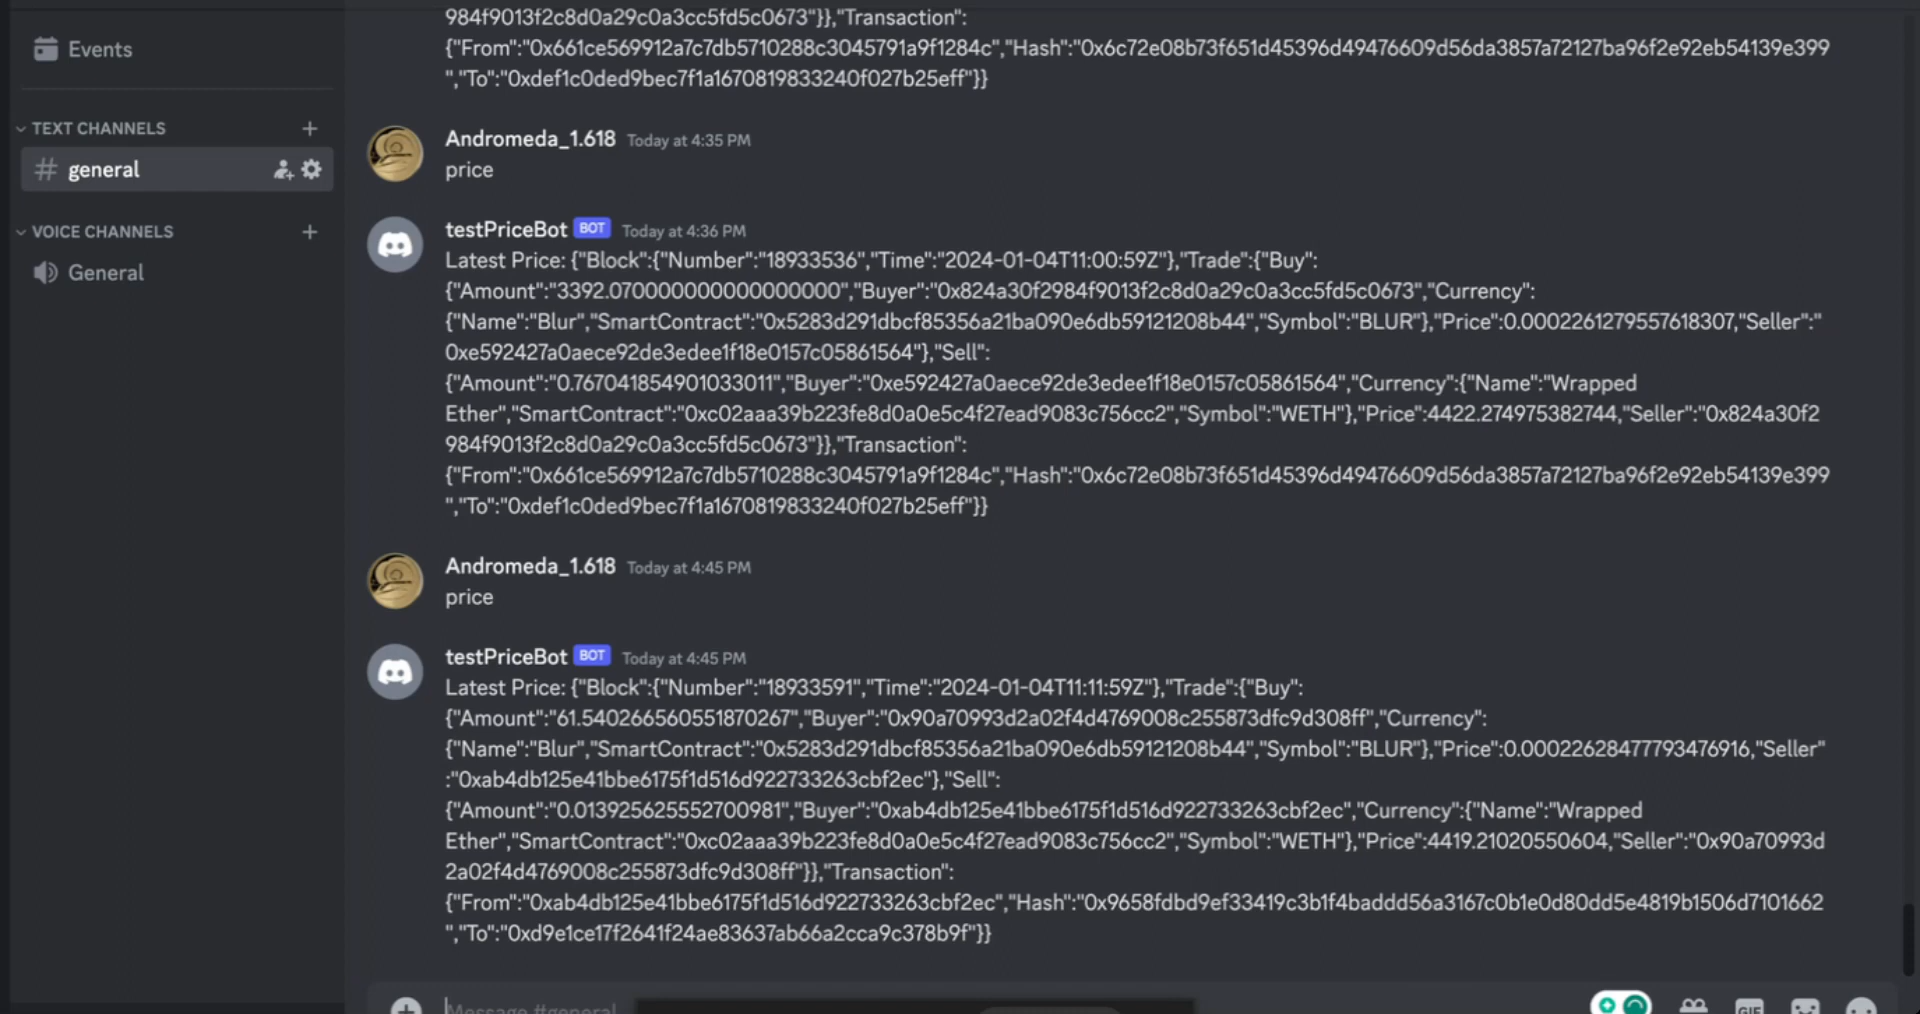 984f9013f2c8d0a29c0a3cc5fd5c0673"}},"Transaction":
{"From":"0x661ce569912a7c7db5710288c3045791a9f1284c","Hash":"0x6c72e08b73f651d45396d49476609d56da3857a72127ba96f2e92eb54139e399
","To":"0xdef1c0ded9bec7f1a1670819833240f027b25eff"}}
Events
TEXT CHANNELS
general
VOICE CHANNELS
General
Andromeda_1.618 Today at 4:35 PM
price
testPriceBot BOT Today at 4:36 PM
Latest Price: {"Block":{"Number":"18933536","Time":"2024-01-04T11:00:59Z"},"Trade":{"Buy":
{"Amount":"3392.070000000000000000","Buyer":"0x824a30f2984f9013f2c8d0a29c0a3cc5fd5c0673","Currency":
{"Name":"Blur","SmartContract":"0x5283d291dbcf85356a21ba090e6db59121208b44","Symbol":"BLUR"},"Price":0.0002261279557618307,"Seller":"
0xe592427a0aece92de3edee1f18e0157c05861564"},"Sell":
{"Amount":"0.767041854901033011","Buyer":"0xe592427a0aece92de3edee1f18e0157c05861564","Currency":{"Name":"Wrapped
Ether","SmartContract":"0xc02aaa39b223fe8d0a0e5c4f27ead9083c756cc2","Symbol":"WETH"},"Price":4422.274975382744,"Seller":"0x824a30f2
984f9013f2c8d0a29c0a3cc5fd5c0673"}},"Transaction":
{"From":"0x661ce569912a7c7db5710288c3045791a9f1284c","Hash":"0x6c72e08b73f651d45396d49476609d56da3857a72127ba96f2e92eb54139e399
","To":"0xdef1c0ded9bec7f1a1670819833240f027b25eff"}}
Andromeda_1.618 Today at 4:45 PM
price
testPriceBot BOT Today at 4:45 PM
Latest Price: {"Block":{"Number":"18933591","Time":"2024-01-04T11:11:59Z"},"Trade":{"Buy":
{"Amount":"61.540266560551870267","Buyer":"0x90a70993d2a02f4d4769008c255873dfc9d308ff","Currency":
{"Name":"Blur","SmartContract":"0x5283d291dbcf85356a21ba090e6db59121208b44","Symbol":"BLUR"},"Price":0.00022628477793476916,"Seller"
:"0xab4db125e41bbe6175f1d516d922733263cbf2ec"},"Sell":
{"Amount":"0.013925625552700981","Buyer":"0xab4db125e41bbe6175f1d516d922733263cbf2ec","Currency":{"Name":"Wrapped
Ether","SmartContract":"0xc02aaa39b223fe8d0a0e5c4f27ead9083c756cc2","Symbol":"WETH"},"Price":4419.21020550604,"Seller":"0x90a70993d
2a02f4d4769008c255873dfc9d308ff"}},"Transaction":
{"From":"0xab4db125e41bbe6175f1d516d922733263cbf2ec","Hash":"0x9658fdbd9ef33419c3b1f4baddd56a3167c0b1e0d80dd5e4819b1506d7101662
","To":"0xd9e1ce17f2641f24ae83637ab66a2cca9c378b9f"}}
Message #general
GIF